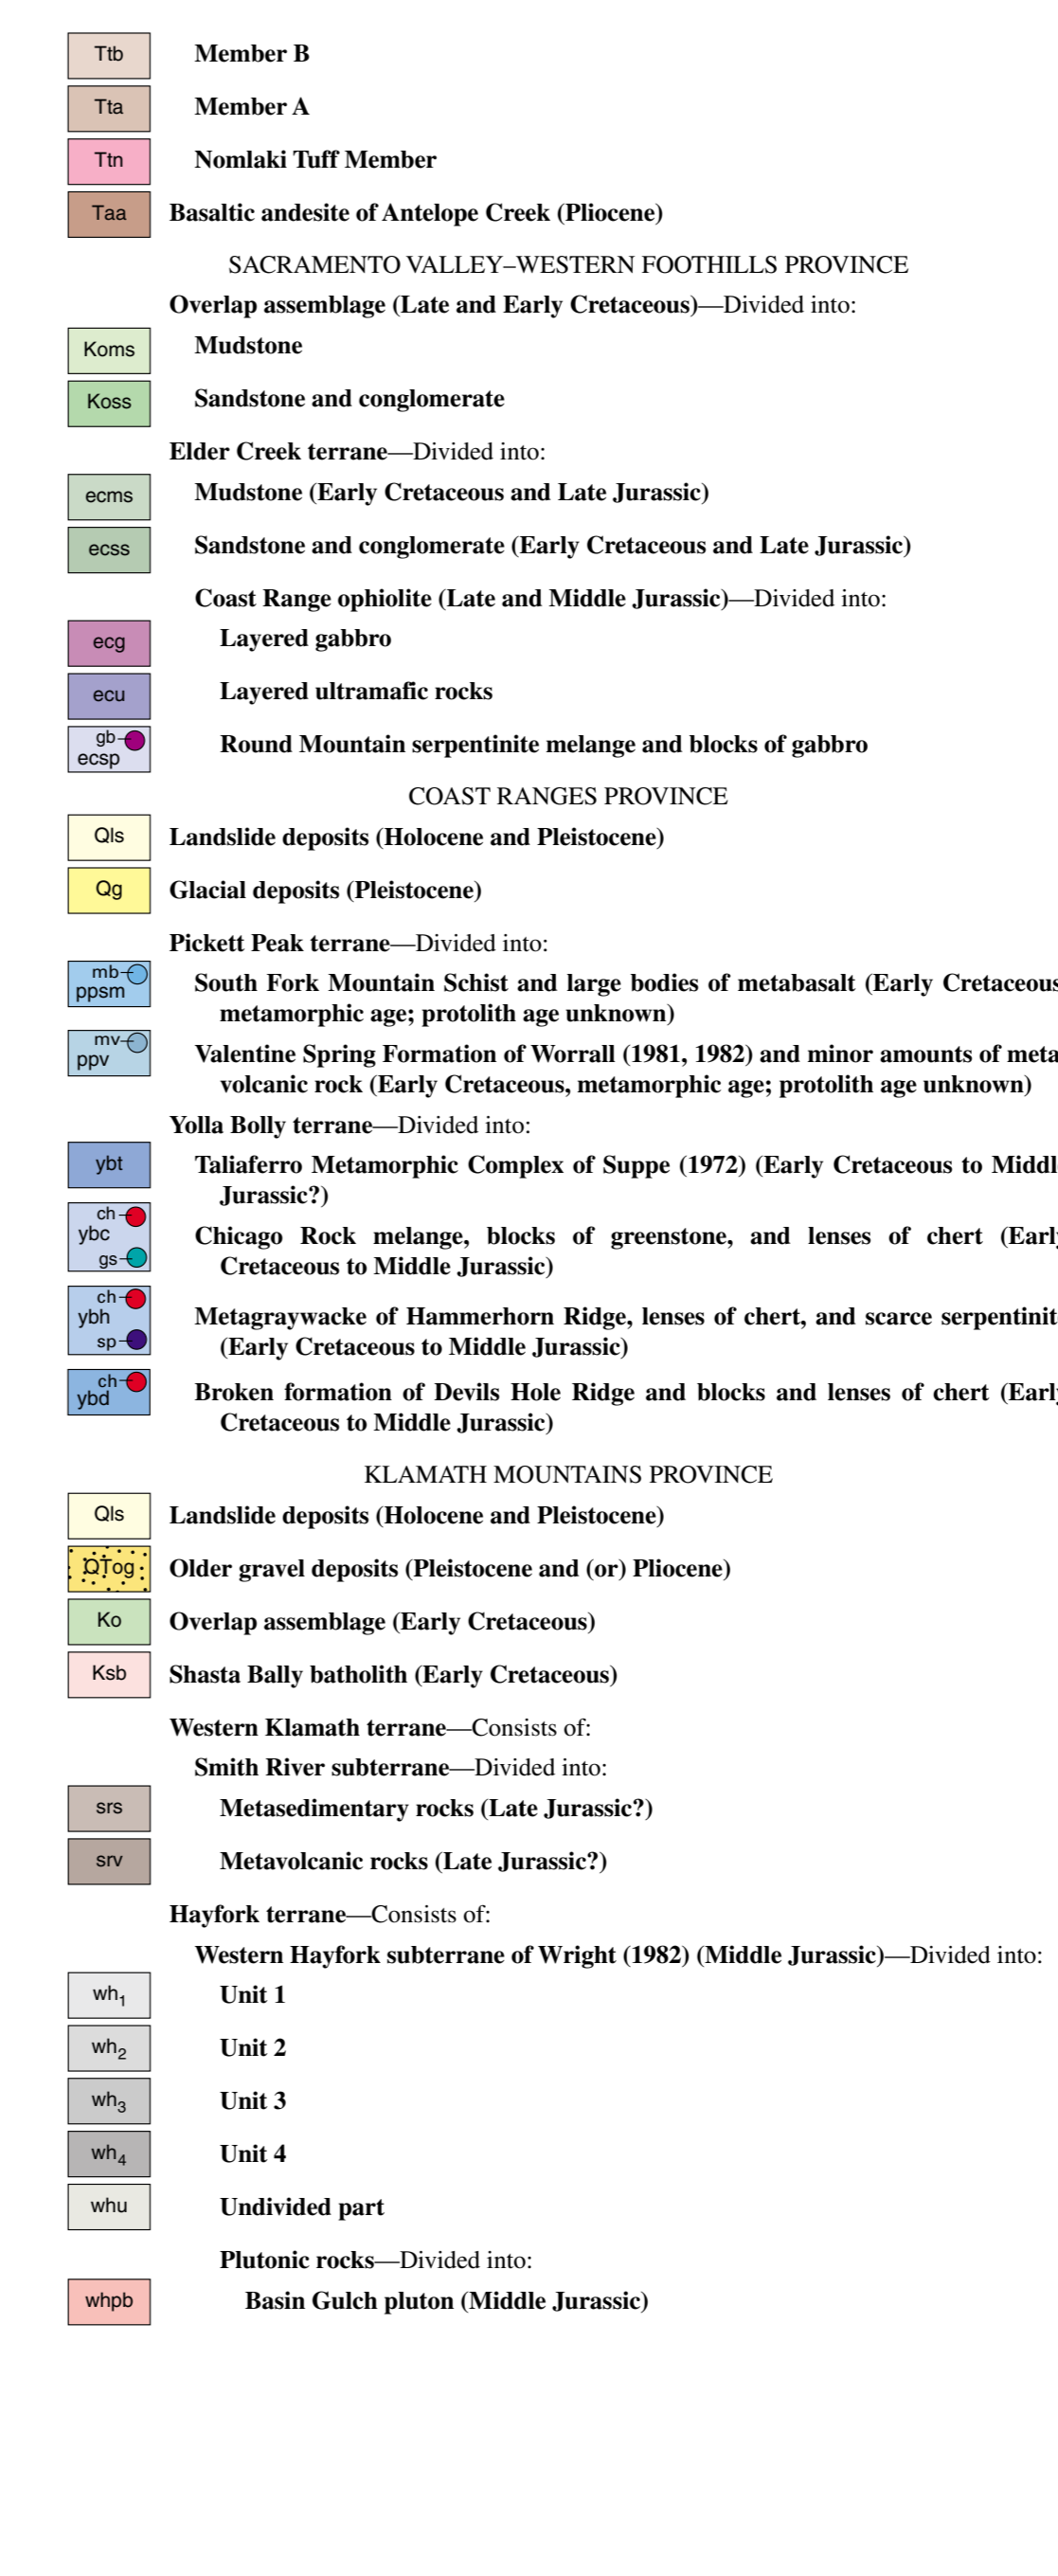 Ttb Member B
Tta Member A
Ttn Nomlaki Tuff Member
Taa Basaltic andesite of Antelope Creek (Pliocene)
SACRAMENTO VALLEY–WESTERN FOOTHILLS PROVINCE
Overlap assemblage (Late and Early Cretaceous)—Divided into:
Koms Mudstone
Koss Sandstone and conglomerate
Elder Creek terrane—Divided into:
ecms Mudstone (Early Cretaceous and Late Jurassic)
ecss Sandstone and conglomerate (Early Cretaceous and Late Jurassic)
Coast Range ophiolite (Late and Middle Jurassic)—Divided into:
ecg Layered gabbro
ecu Layered ultramafic rocks
gb
ecsp Round Mountain serpentinite melange and blocks of gabbro
COAST RANGES PROVINCE
Qls Landslide deposits (Holocene and Pleistocene)
Qg Glacial deposits (Pleistocene)
Pickett Peak terrane—Divided into:
mb
ppsm South Fork Mountain Schist and large bodies of metabasalt (Early Cretaceous
metamorphic age; protolith age unknown)
mv
ppv Valentine Spring Formation of Worrall (1981, 1982) and minor amounts of meta
volcanic rock (Early Cretaceous, metamorphic age; protolith age unknown)
Yolla Bolly terrane—Divided into:
ybt Taliaferro Metamorphic Complex of Suppe (1972) (Early Cretaceous to Middl
Jurassic?)
ch
ybc Chicago Rock melange, blocks of greenstone, and lenses of chert (Early
gs Cretaceous to Middle Jurassic)
ch
ybh Metagraywacke of Hammerhorn Ridge, lenses of chert, and scarce serpentinit
sp (Early Cretaceous to Middle Jurassic)
ch
ybd Broken formation of Devils Hole Ridge and blocks and lenses of chert (Early
Cretaceous to Middle Jurassic)
KLAMATH MOUNTAINS PROVINCE
Qls Landslide deposits (Holocene and Pleistocene)
QTog Older gravel deposits (Pleistocene and (or) Pliocene)
Ko Overlap assemblage (Early Cretaceous)
Ksb Shasta Bally batholith (Early Cretaceous)
Western Klamath terrane—Consists of:
Smith River subterrane—Divided into:
srs Metasedimentary rocks (Late Jurassic?)
srv Metavolcanic rocks (Late Jurassic?)
Hayfork terrane—Consists of:
Western Hayfork subterrane of Wright (1982) (Middle Jurassic)—Divided into:
wh1 Unit 1
wh2 Unit 2
wh3 Unit 3
wh4 Unit 4
whu Undivided part
Plutonic rocks—Divided into:
whpb Basin Gulch pluton (Middle Jurassic)